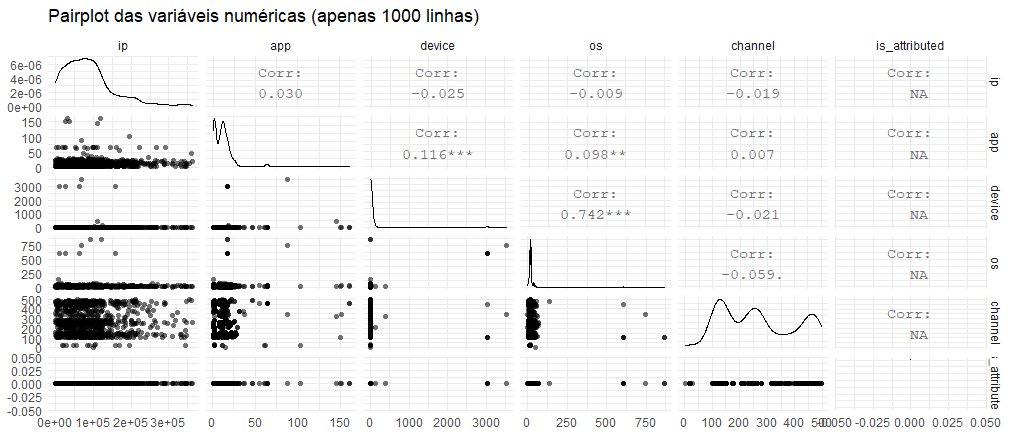 Pairplot das variáveis numéricas (apenas 1000 linhas)
ip app device os channel is_attributed
6e-06
4e-06
2e-06
0e+00
Corr:
0.030
Corr:
-0.025
Corr:
-0.009
Corr:
-0.019
Corr:
NA
ip
150
100
50
0
Corr:
0.116***
Corr:
0.098**
Corr:
0.007
Corr:
NA
app
3000
2000
1000
0
Corr:
0.742***
Corr:
-0.021
Corr:
NA
device
750
500
250
0
Corr:
-0.059.
Corr:
NA
os
500
400
300
200
100
0
Corr:
NA
channel
0.050
0.025
0.000
-0.025
-0.050
_attribute
0e+00 1e+05 2e+05 3e+05 0 50 100 150 0 1000 2000 3000 0 250 500 750 0 100 200 300 400 500 -0.050 -0.025 0.000 0.025 0.050